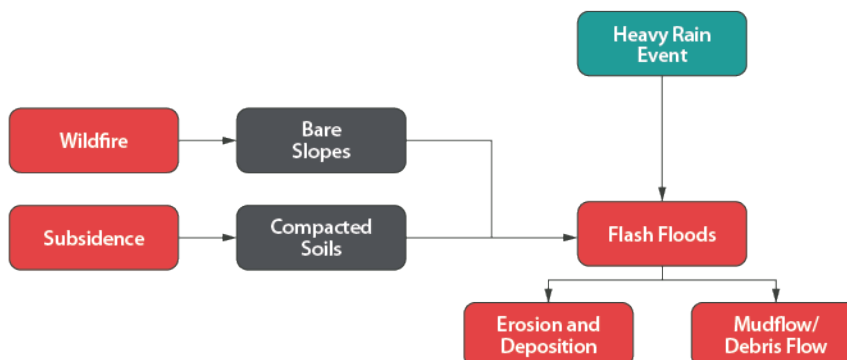 Heavy Rain
Event
Wildfire
Bare
Slopes
Subsidence
Compacted
Soils
Flash Floods
Erosion and
Deposition
Mudflow/
Debris Flow